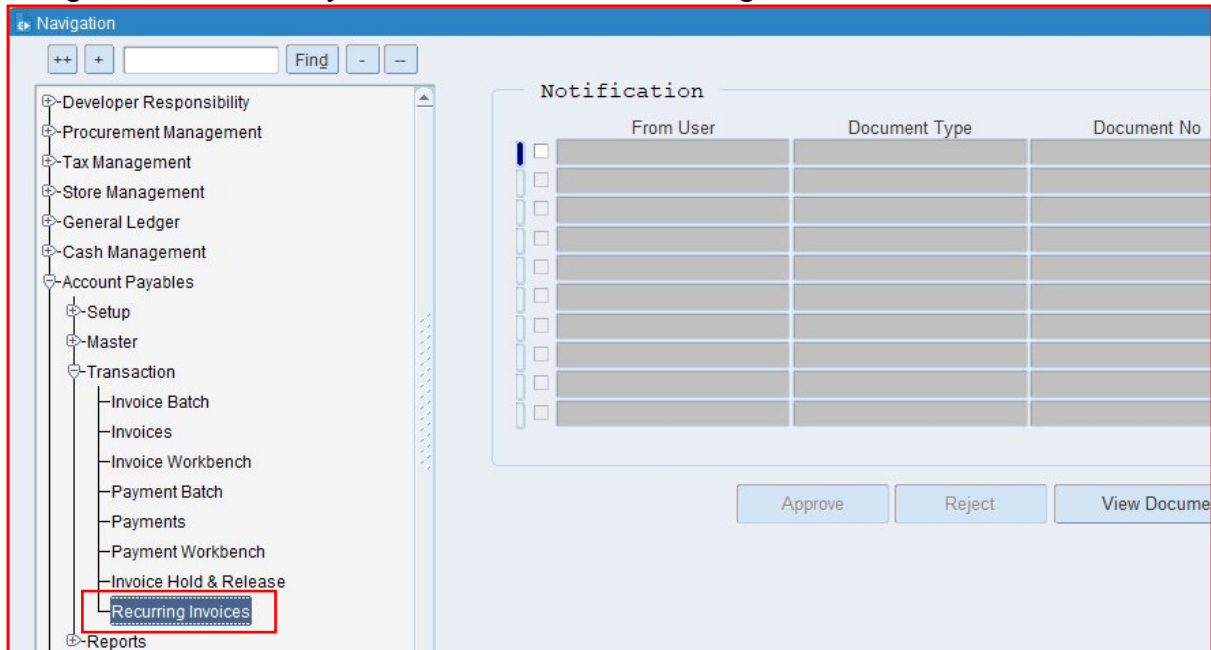 Navigation
++ + Find - --
Developer Responsibility
Procurement Management
Tax Management
Store Management
General Ledger
Cash Management
Account Payables
Setup
Master
Transaction
Invoice Batch
Invoices
Invoice Workbench
Payment Batch
Payments
Payment Workbench
Invoice Hold & Release
Recurring Invoices
Reports
Notification
From User Document Type Document No
Approve Reject View Docume